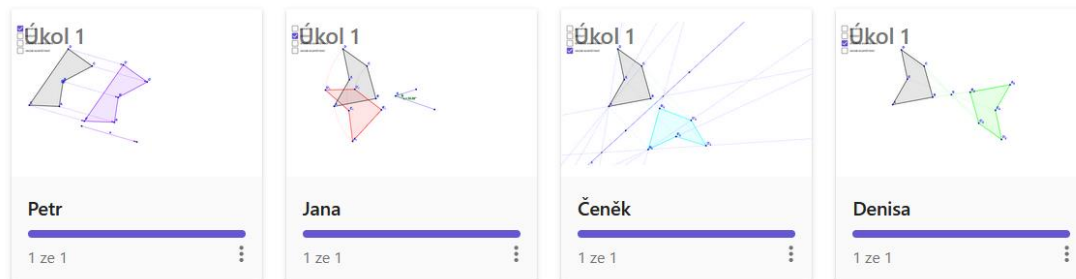 Úkol 1
Úkol 1
Úkol 1
Úkol 1
Petr
Jana
Čeněk
Denisa
1 ze 1
1 ze 1
1 ze 1
1 ze 1